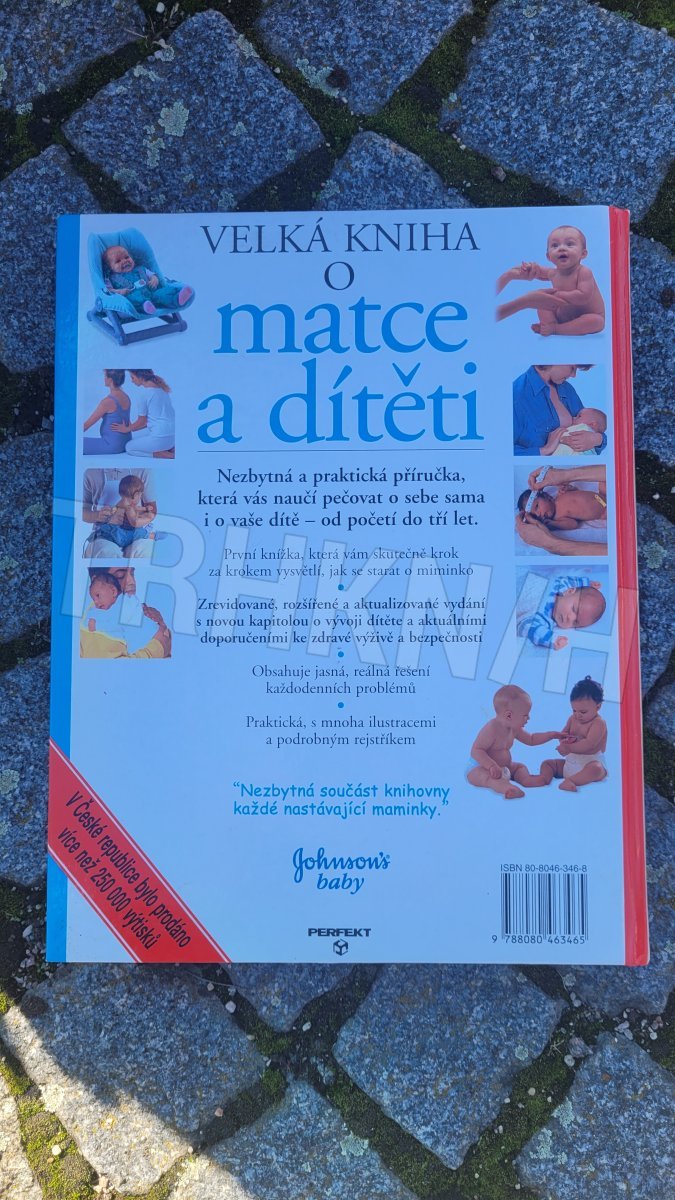 VELKÁ KNIHA
O
matce
a dítěti
Nezbytná a praktická příručka,
která vás naučí pečovat o sebe sama
i o vaše dítě – od početí do tří let.
První knížka, která vám skutečně krok
za krokem vysvětlí, jak se starat o miminko
•
Zrevidované, rozšířené a aktualizované vydání
s novou kapitolou o vývoji dítěte a aktuálními
doporučeními ke zdravé výživě a bezpečnosti
•
Obsahuje jasná, reálná řešení
každodenních problémů
•
Praktická, s mnoha ilustracemi
a podrobným rejstříkem
“Nezbytná součást knihovny
každé nastávající maminky.”
Johnson's
baby
PERFEKT
V České republice bylo prodáno
více než 250 000 výtisků
ISBN 80-8046-346-8
9 788080 463465
TRHKNIH